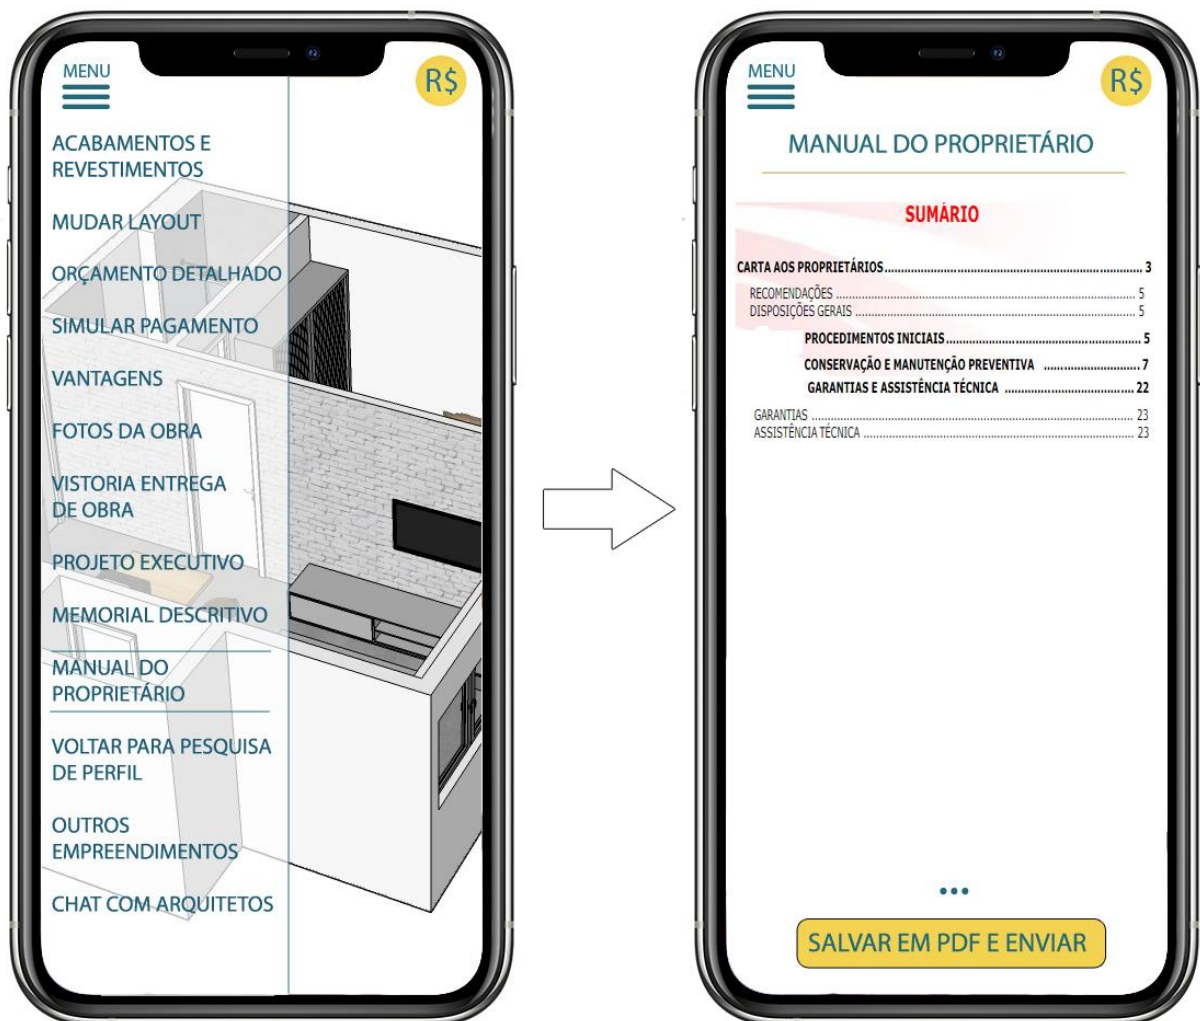 MENU
R$
ACABAMENTOS E
REVESTIMENTOS
MUDAR LAYOUT
ORÇAMENTO DETALHADO
SIMULAR PAGAMENTO
VANTAGENS
FOTOS DA OBRA
VISTORIA ENTREGA
DE OBRA
PROJETO EXECUTIVO
MEMORIAL DESCRITIVO
MANUAL DO
PROPRIETÁRIO
VOLTAR PARA PESQUISA
DE PERFIL
OUTROS
EMPREENDIMENTOS
CHAT COM ARQUITETOS
MENU
R$
MANUAL DO PROPRIETÁRIO
SUMÁRIO
CARTA AOS PROPRIETÁRIOS........................................................................ 3
RECOMENDAÇÕES ........................................................................ 5
DISPOSIÇÕES GERAIS ........................................................................ 5
PROCEDIMENTOS INICIAIS.................................................... 5
CONSERVAÇÃO E MANUTENÇÃO PREVENTIVA .......................... 7
GARANTIAS E ASSISTÊNCIA TÉCNICA ................................... 22
GARANTIAS ........................................................................ 23
ASSISTÊNCIA TÉCNICA ........................................................................ 23
...
SALVAR EM PDF E ENVIAR